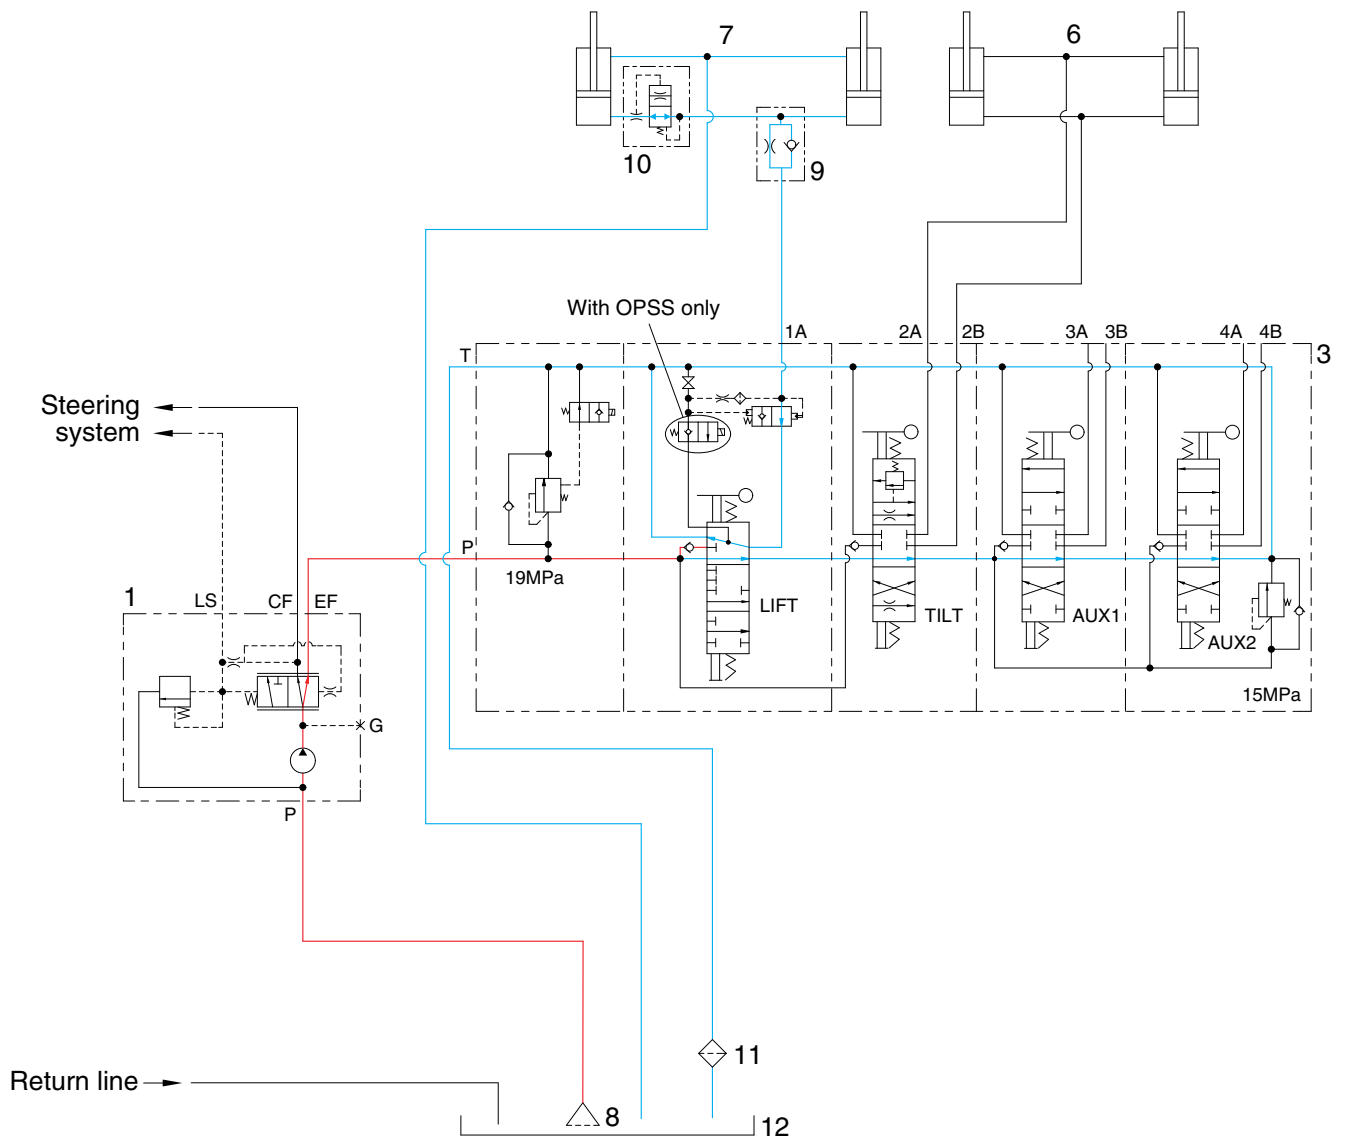 7
6
10
9
With OPSS only
1A
2A
2B
3A
3B
4A
4B
T
3
Steering
system
P
19MPa
LIFT
TILT
AUX1
AUX2
15MPa
1
LS
CF
EF
G
P
11
Return line
8
12